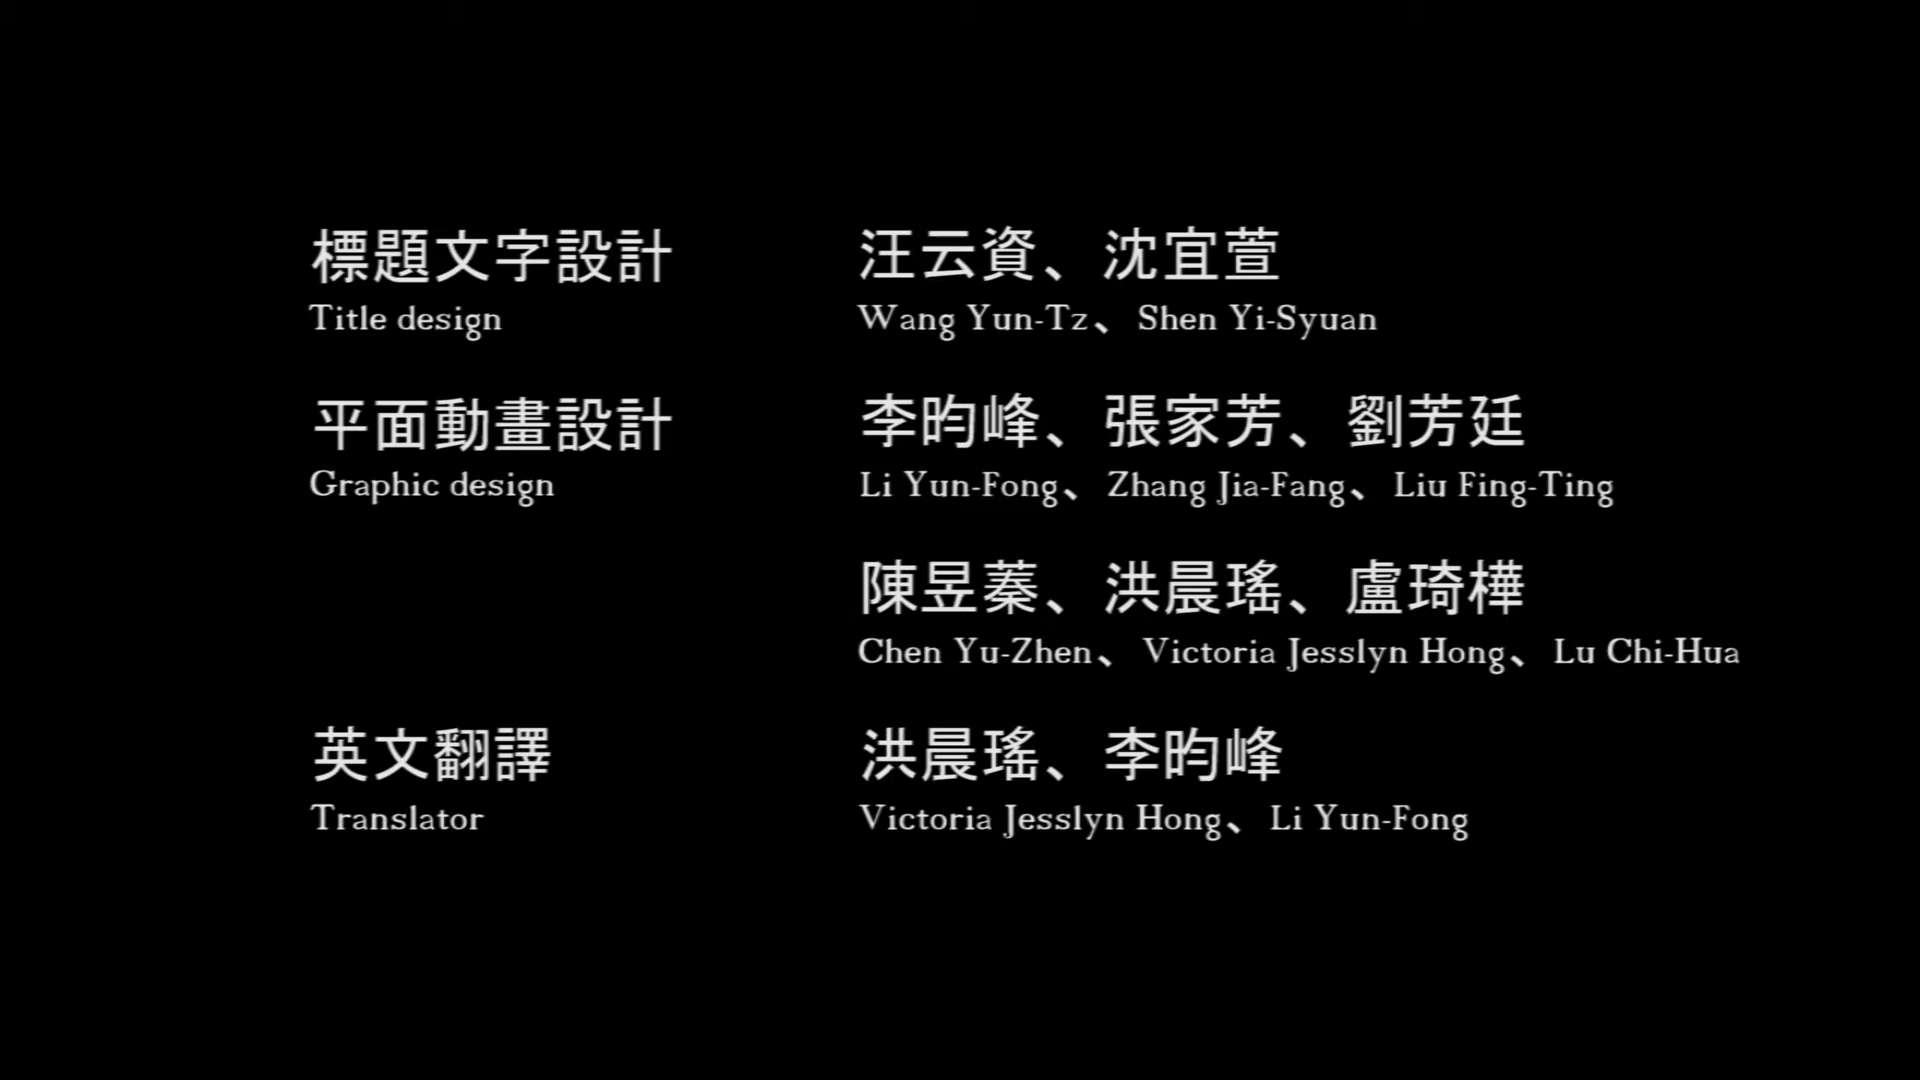 標題文字設計 汪云資、沈宜萱
Title design Wang Yun-Tz、Shen Yi-Syuan
平面動畫設計 李昀峰、張家芳、劉芳廷
Graphic design Li Yun-Fong、Zhang Jia-Fang、Liu Fing-Ting
陳昱蓁、洪晨瑤、盧琦樺
Chen Yu-Zhen、Victoria Jesslyn Hong、Lu Chi-Hua
英文翻譯 洪晨瑤、李昀峰
Translator Victoria Jesslyn Hong、Li Yun-Fong